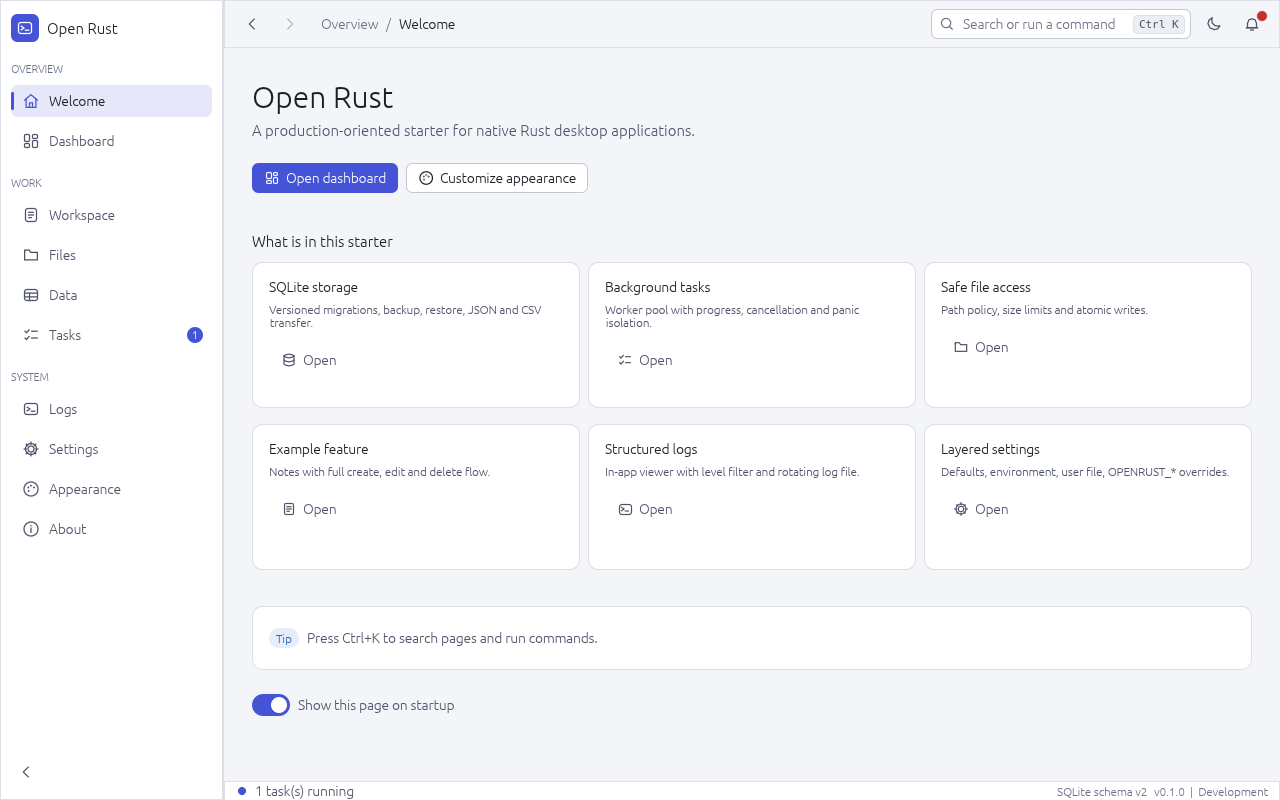 Open Rust
OVERVIEW
Welcome
Dashboard
WORK
Workspace
Files
Data
Tasks 1
SYSTEM
Logs
Settings
Appearance
About
Overview / Welcome
Search or run a command Ctrl K
Open Rust
A production-oriented starter for native Rust desktop applications.
Open dashboard
Customize appearance
What is in this starter
SQLite storage
Versioned migrations, backup, restore, JSON and CSV
transfer.
Open
Background tasks
Worker pool with progress, cancellation and panic
isolation.
Open
Safe file access
Path policy, size limits and atomic writes.
Open
Example feature
Notes with full create, edit and delete flow.
Open
Structured logs
In-app viewer with level filter and rotating log file.
Open
Layered settings
Defaults, environment, user file, OPENRUST_* overrides.
Open
Tip Press Ctrl+K to search pages and run commands.
Show this page on startup
1 task(s) running
SQLite schema v2 v0.1.0 | Development